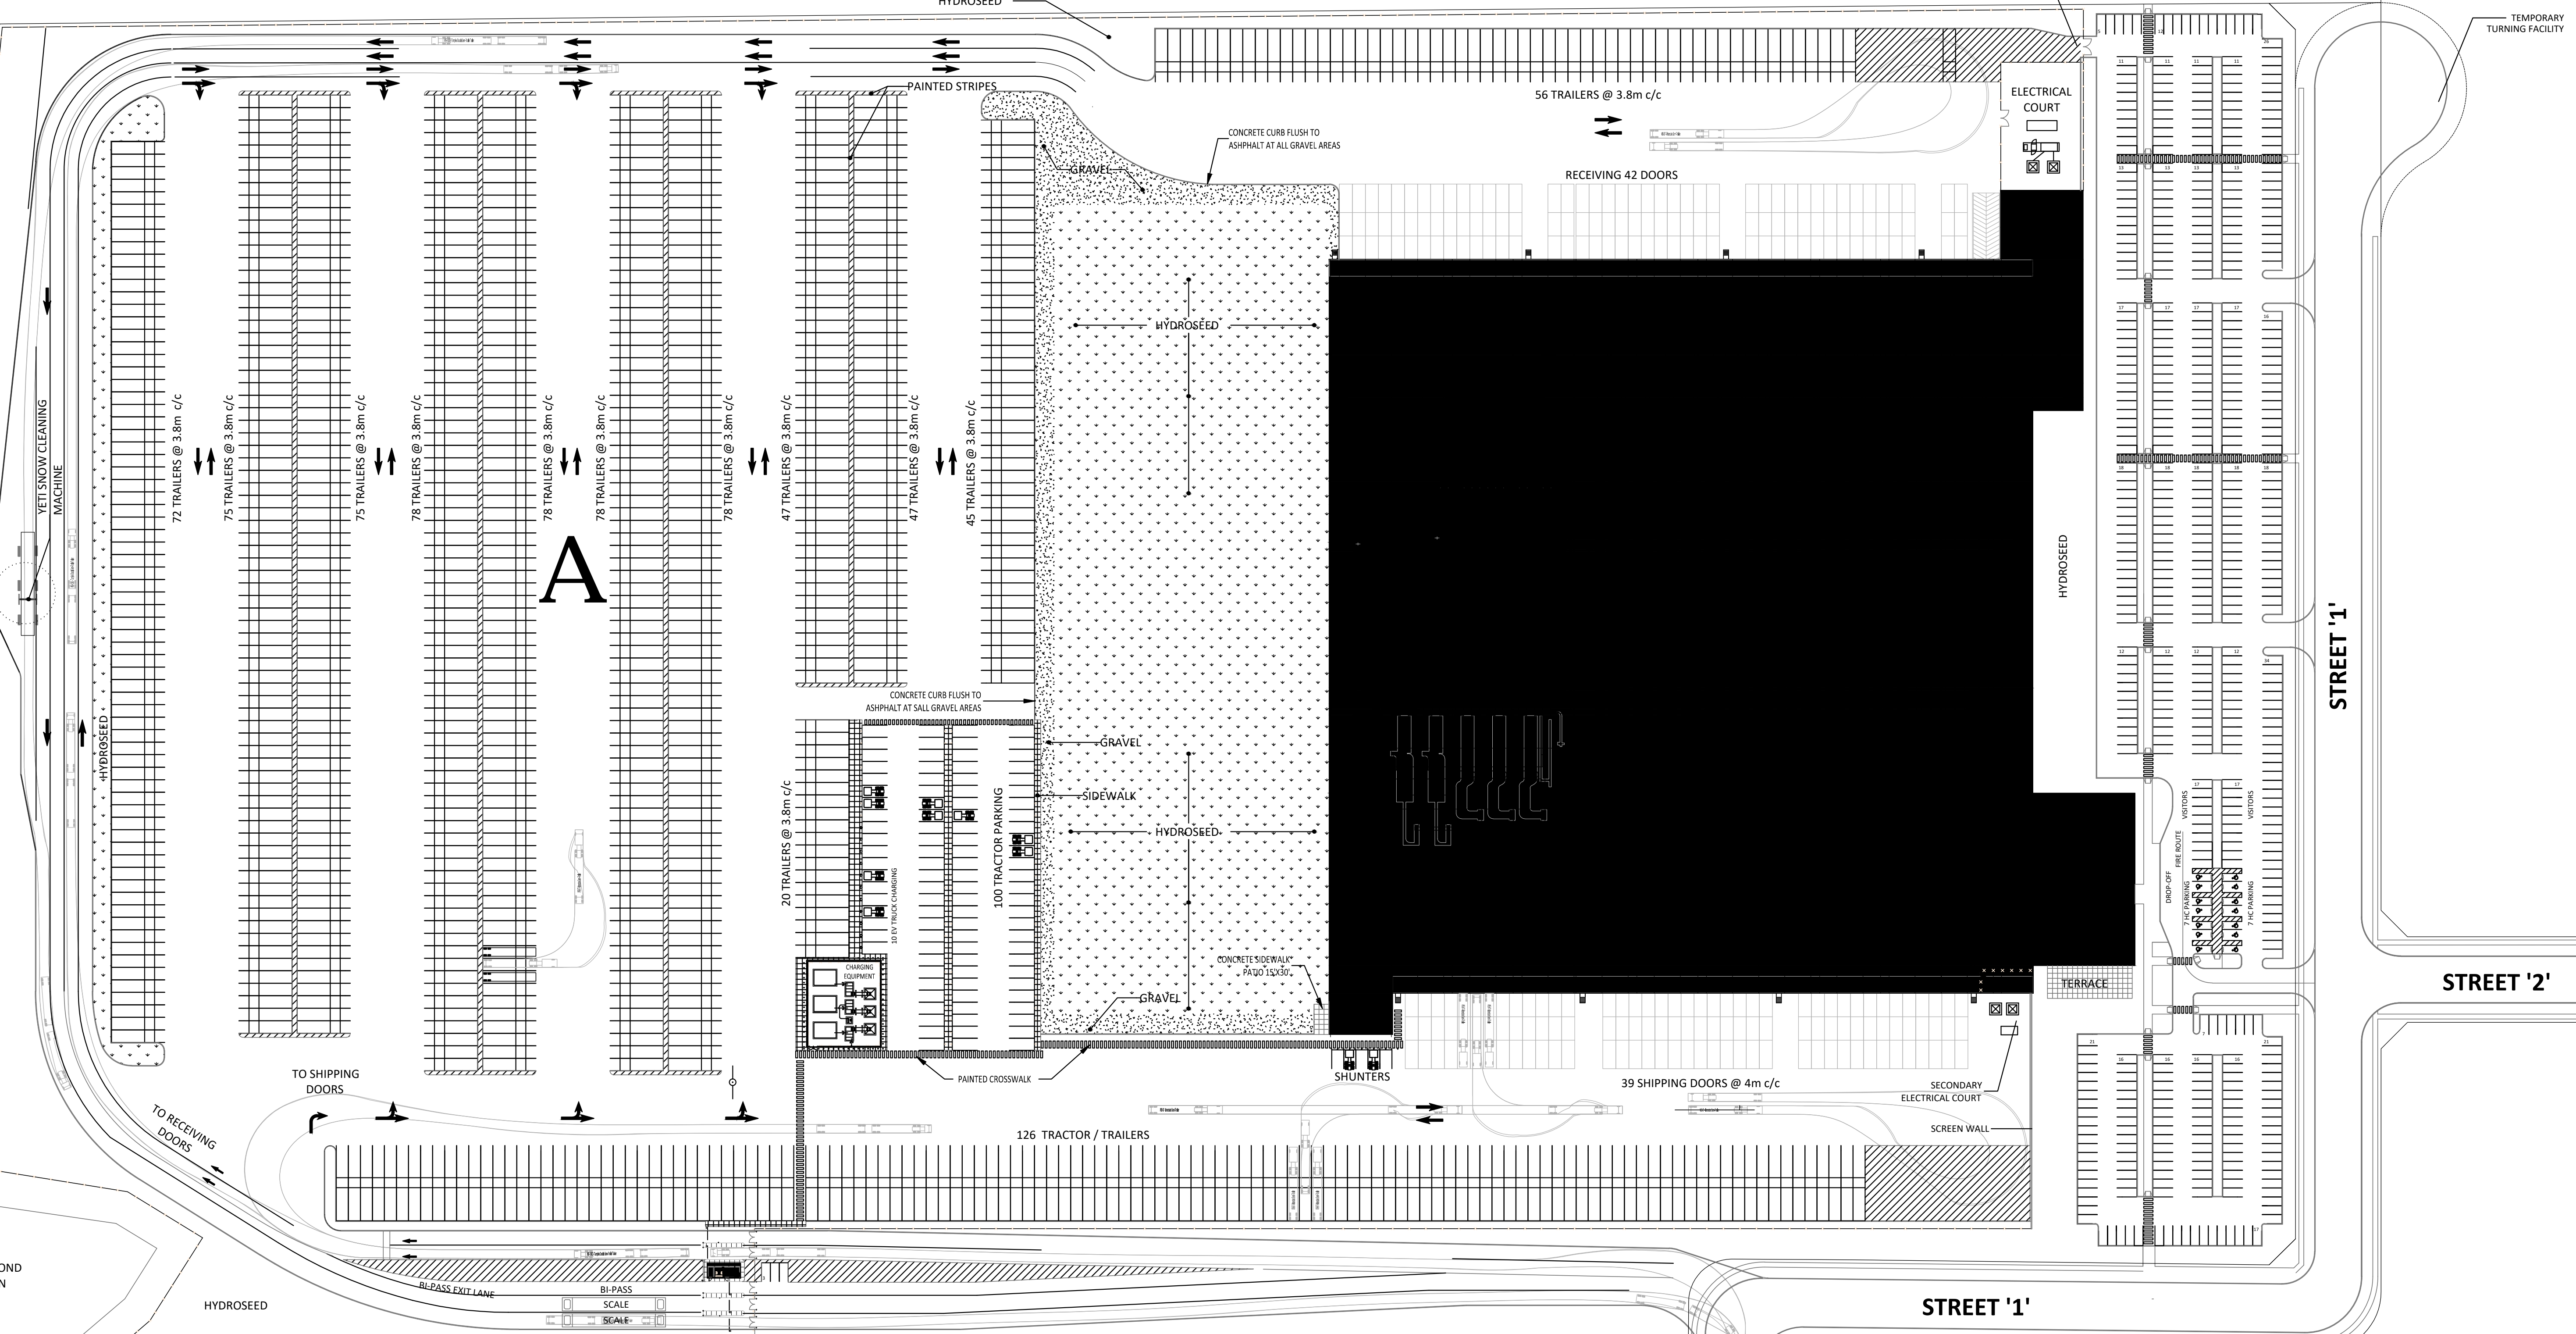 HYDROSEED
TEMPORARY
TURNING FACILITY
PAINTED STRIPES
56 TRAILERS @ 3.8m c/c
ELECTRICAL
COURT
CONCRETE CURB FLUSH TO
ASHPHALT AT ALL GRAVEL AREAS
GRAVEL
RECEIVING 42 DOORS
HYDROSEED
YETI SNOW CLEANING
MACHINE
72 TRAILERS @ 3.8m c/c
75 TRAILERS @ 3.8m c/c
75 TRAILERS @ 3.8m c/c
78 TRAILERS @ 3.8m c/c
78 TRAILERS @ 3.8m c/c
78 TRAILERS @ 3.8m c/c
78 TRAILERS @ 3.8m c/c
47 TRAILERS @ 3.8m c/c
47 TRAILERS @ 3.8m c/c
45 TRAILERS @ 3.8m c/c
A
HYDROSEED
STREET '1'
CONCRETE CURB FLUSH TO
ASHPHALT AT SALL GRAVEL AREAS
HYDROSEED
GRAVEL
SIDEWALK
20 TRAILERS @ 3.8m c/c
10 EV TRUCK CHARGING
100 TRACTOR PARKING
HYDROSEED
VISITORS
VISITORS
FIRE ROUTE
DROP-OFF
7 HC PARKING
7 HC PARKING
CHARGING
EQUIPMENT
CONCRETE SIDEWALK
PATIO 15'X30'
GRAVEL
TERRACE
STREET '2'
TO SHIPPING
DOORS
PAINTED CROSSWALK
SHUNTERS
39 SHIPPING DOORS @ 4m c/c
SECONDARY
ELECTRICAL COURT
TO RECEIVING
DOORS
126 TRACTOR / TRAILERS
SCREEN WALL
BI-PASS EXIT LANE
BI-PASS
SCALE
SCALE
HYDROSEED
STREET '1'